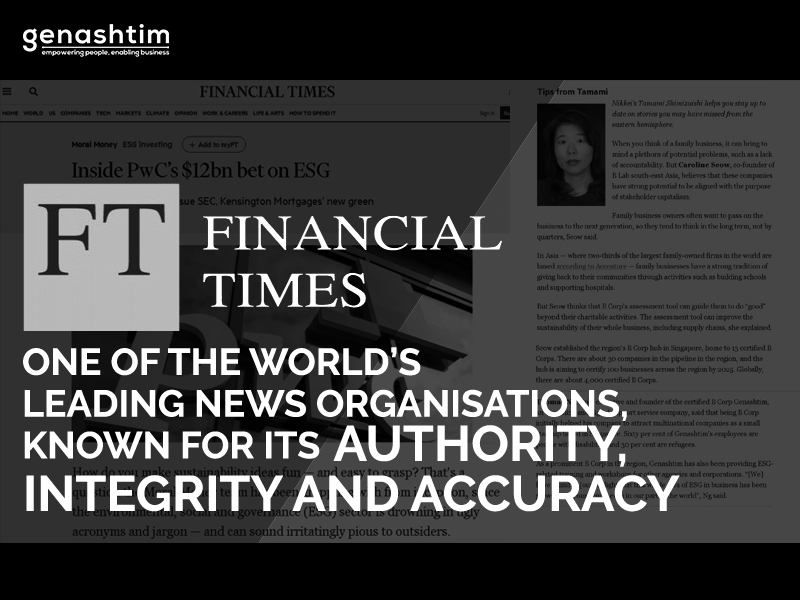 genashtim
empowering people, enabling business
FINANCIAL TIMES
HOME WORLD US COMPANIES TECH MARKETS CLIMATE OPINION WORK & CAREERS LIFE & ARTS HOW TO SPEND IT
Sign In
Moral Money ESG investing
+ Add to myFT
Inside PwC's $12bn bet on ESG
sue SEC, Kensington Mortgages' new green
FT
FINANCIAL
TIMES
ONE OF THE WORLD'S
LEADING NEWS ORGANISATIONS,
KNOWN FOR ITS AUTHORITY,
INTEGRITY AND ACCURACY
How do you make sustainability ideas fun — and easy to grasp? That's a
the environmental, social and governance (ESG) sector is drowning in ugly
acronyms and jargon — and can sound irritatingly pious to outsiders.
Tips from Tamami
Nikkei's Tamami Shimizuishi helps you stay up to
date on stories you may have missed from the
eastern hemisphere.
When you think of a family business, it can bring to
mind a plethora of potential problems, such as a lack
of accountability. But Caroline Seow, co-founder of
B Lab south-east Asia, believes that these companies
have strong potential to be aligned with the purpose
of stakeholder capitalism.
Family business owners often want to pass on the
business to the next generation, so they tend to think in the long term, not by
quarters, Seow said.
In Asia — where two-thirds of the largest family-owned firms in the world are
based according to Accenture — family businesses have a strong tradition of
giving back to their communities through activities such as building schools
and supporting hospitals.
But Seow thinks that B Corp's assessment tool can guide them to do "good"
beyond their charitable activities. The assessment tool can improve the
sustainability of their whole business, including supply chains, she explained.
Seow established the region's B Corp hub in Singapore, home to 13 certified B
Corps. There are about 30 companies in the pipeline in the region, and the
hub is aiming to certify 100 businesses across the region by 2025. Globally,
there are about 4,000 certified B Corps.
and founder of the certified B Corp Genashtim,
service company, said that being B Corp
helped his company to attract multinational companies as a small
Sixty per cent of Genashtim's employees are
and 30 per cent are refugees.
As a prominent B Corp in the region, Genashtim has also been providing ESG-
"[We]
of ESG in business has
in our part of the world", Ng said.